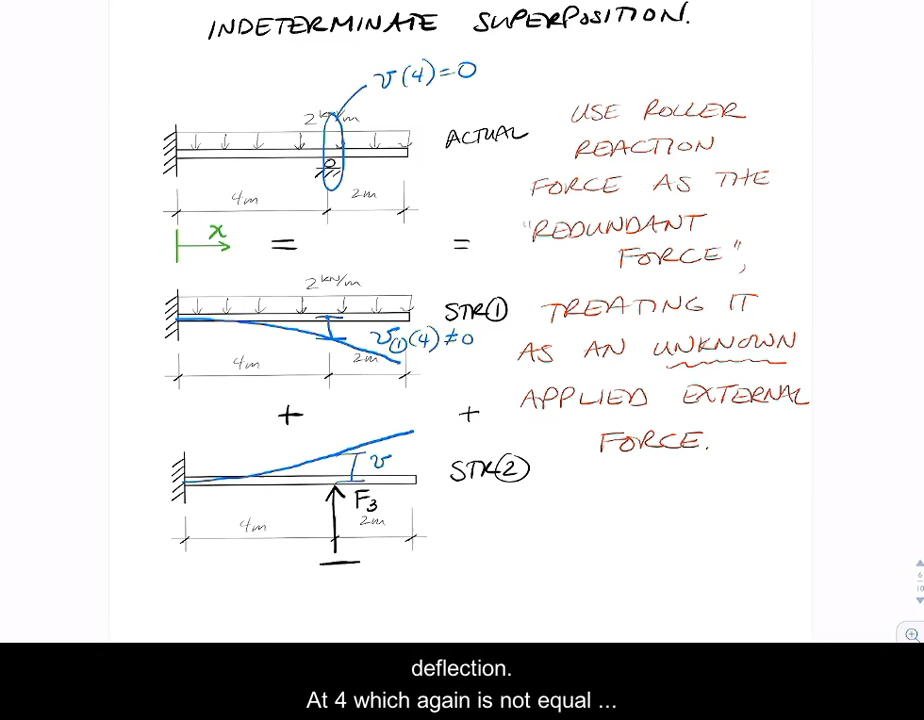 INDETERMINATE SUPERPOSITION.
v(4)=0
2 kN/m
ACTUAL
4m
2m
x
=
=
2 kN/m
STR①
v①(4)≠0
4m
2m
+
+
v
STR②
F3
4m
2m
USE ROLLER
REACTION
FORCE AS THE
"REDUNDANT
FORCE",
TREATING IT
AS AN UNKNOWN
APPLIED EXTERNAL
FORCE.
6
10
deflection.
At 4 which again is not equal ...